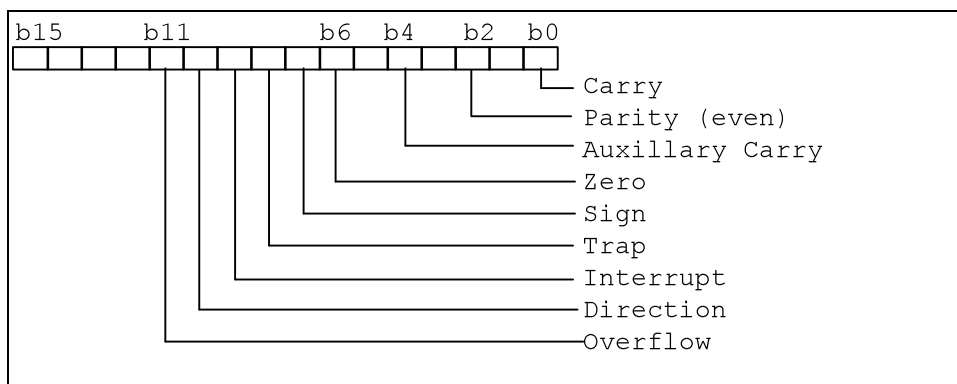 b15 b11 b6 b4 b2 b0
Carry
Parity (even)
Auxillary Carry
Zero
Sign
Trap
Interrupt
Direction
Overflow